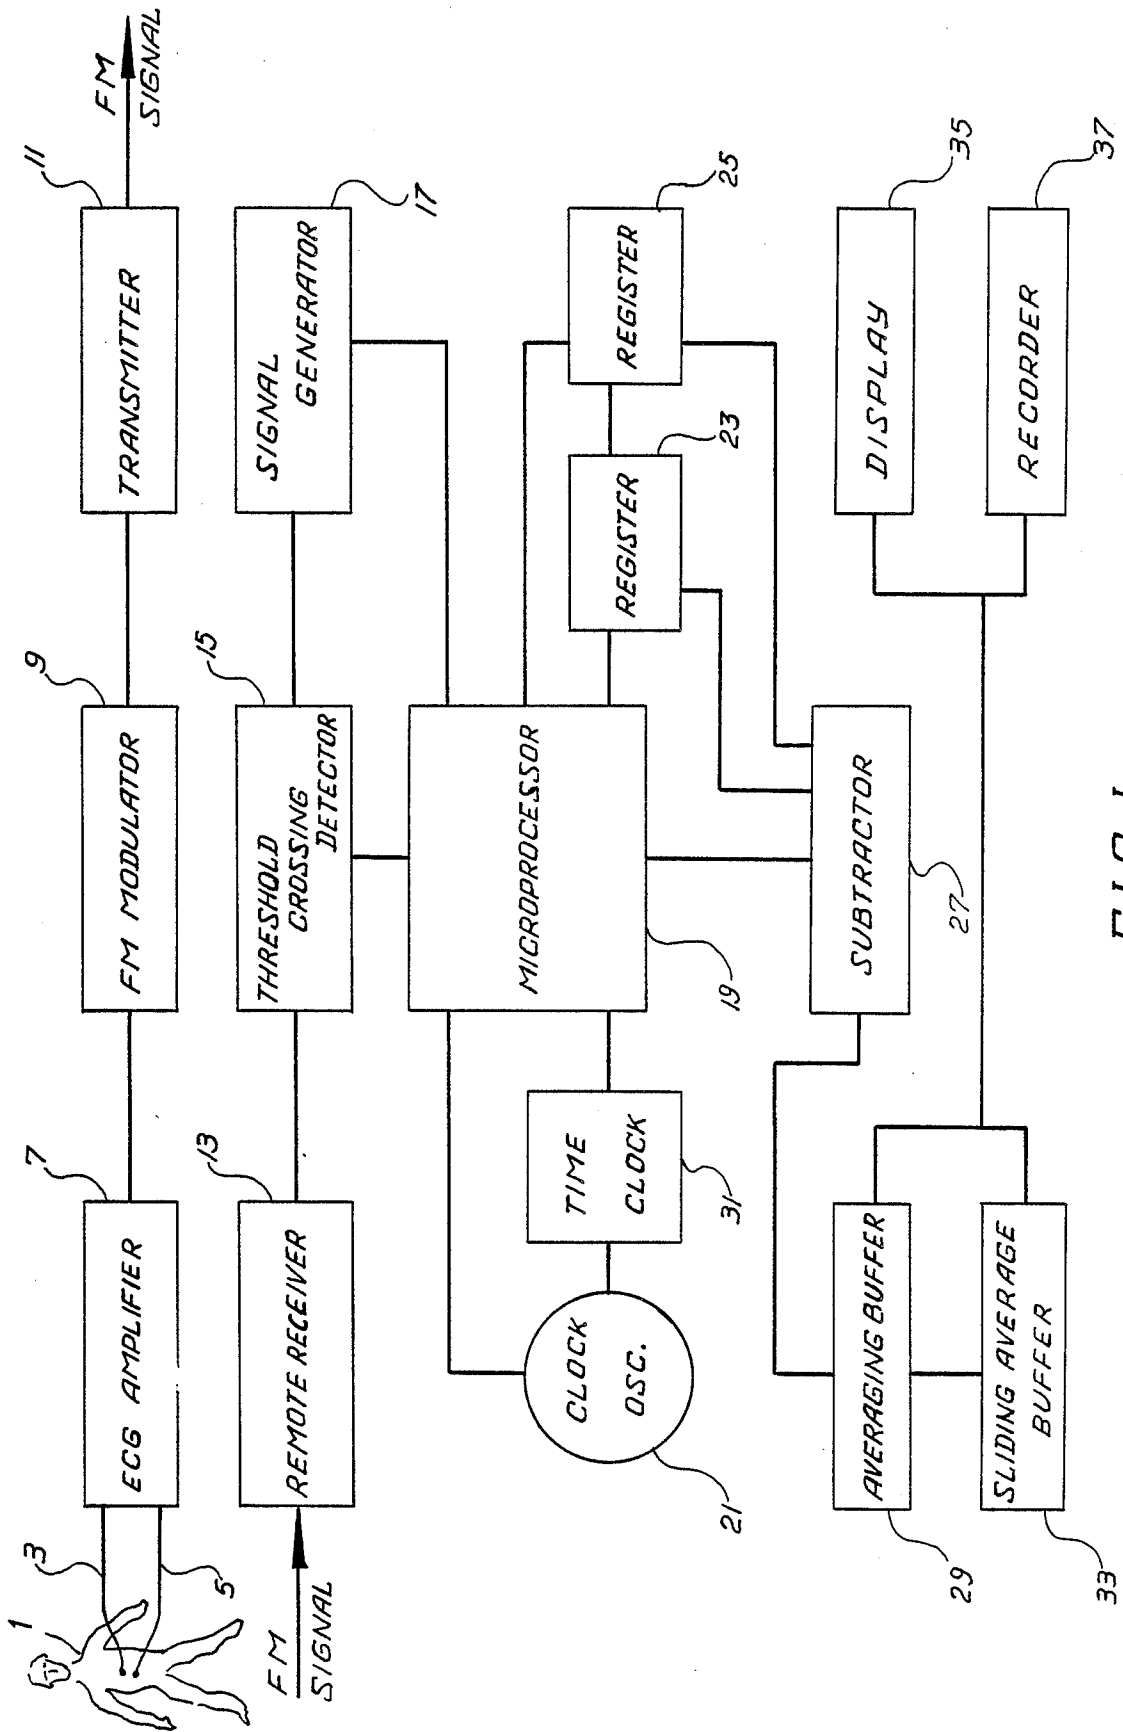 1
3
5
7
ECG AMPLIFIER
9
FM MODULATOR
11
TRANSMITTER
FM
SIGNAL
FM
SIGNAL
13
REMOTE RECEIVER
15
THRESHOLD
CROSSING
DETECTOR
17
SIGNAL
GENERATOR
21
CLOCK
OSC.
31
TIME
CLOCK
19
MICROPROCESSOR
23
REGISTER
25
REGISTER
29
AVERAGING BUFFER
33
SLIDING AVERAGE
BUFFER
27
SUBTRACTOR
35
DISPLAY
37
RECORDER